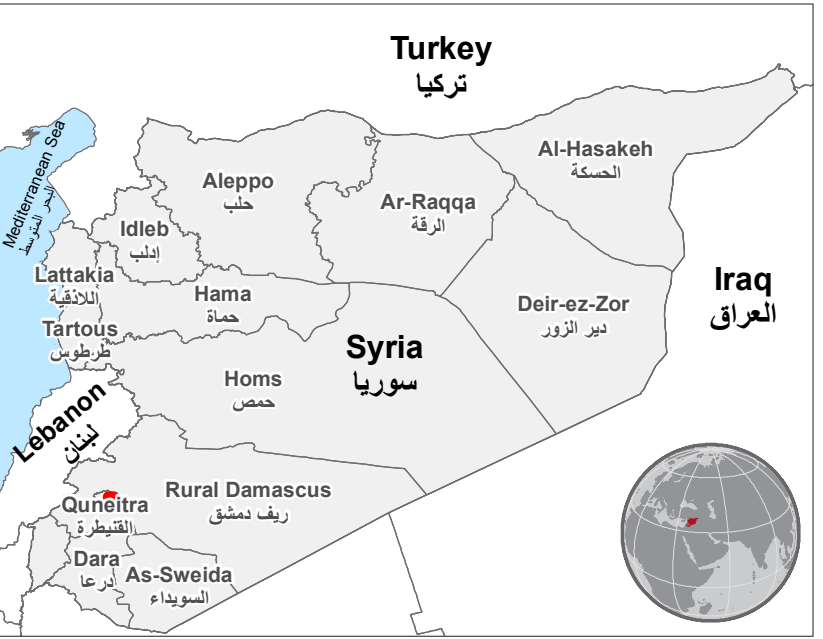 Turkey
تركيا
Mediterranean Sea
البحر المتوسط
Al-Hasakeh
الحسكة
Aleppo
حلب
Ar-Raqqa
الرقة
Idleb
إدلب
Lattakia
اللاذقية
Hama
حماة
Iraq
العراق
Deir-ez-Zor
دير الزور
Tartous
طرطوس
Syria
سوريا
Homs
حمص
Lebanon
لبنان
Rural Damascus
ريف دمشق
Quneitra
القنيطرة
Dara
درعا
As-Sweida
السويداء